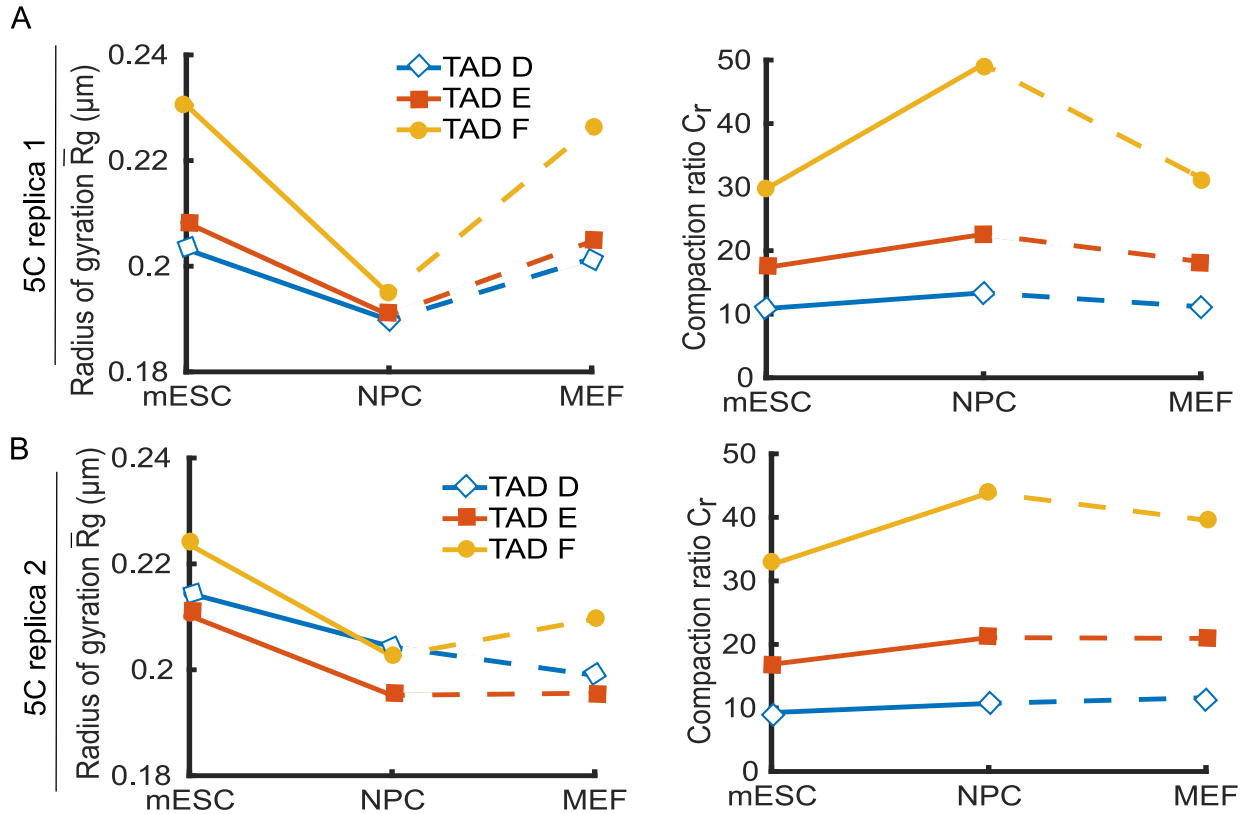 A
5C replica 1
Radius of gyration R̅g (µm)
0.24
0.22
0.2
0.18
mESC NPC MEF
TAD D
TAD E
TAD F
Compaction ratio Cr
50
40
30
20
10
0
mESC NPC MEF
B
5C replica 2
Radius of gyration R̅g (µm)
0.24
0.22
0.2
0.18
mESC NPC MEF
TAD D
TAD E
TAD F
Compaction ratio Cr
50
40
30
20
10
0
mESC NPC MEF